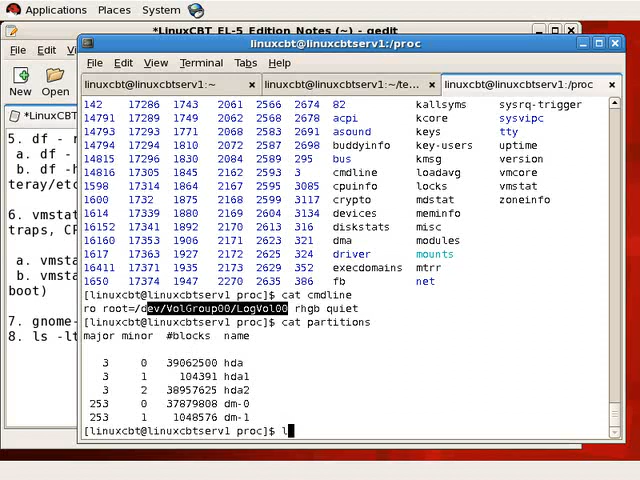 Applications Places System
*LinuxCBT_EL-5_Edition_Notes (~) - gedit
linuxcbt@linuxcbtserv1:/proc
File Edit Vi
File Edit View Terminal Tabs Help
New Open
linuxcbt@linuxcbtserv1:~ linuxcbt@linuxcbtserv1:~/te... linuxcbt@linuxcbtserv1:/proc
*LinuxCBT
5. df - r
a. df -
b. df -h
teray/etc
6. vmstat
traps, CP
a. vmsta
b. vmsta
boot)
7. gnome-
8. ls -lt
142 17286 1743 2061 2566 2674 82 kallsyms sysrq-trigger
14791 17289 1749 2062 2568 2678 acpi kcore sysvipc
14793 17293 1771 2068 2583 2691 asound keys tty
14794 17294 1810 2072 2587 2698 buddyinfo key-users uptime
14815 17296 1830 2084 2589 295 bus kmsg version
14816 17305 1845 2162 2593 3 cmdline loadavg vmcore
1598 17314 1864 2167 2595 3085 cpuinfo locks vmstat
1600 1732 1875 2168 2599 3117 crypto mdstat zoneinfo
1614 17339 1880 2169 2604 3134 devices meminfo
16152 17341 1892 2170 2613 316 diskstats misc
16160 17353 1906 2171 2623 321 dma modules
1617 17363 1927 2172 2625 324 driver mounts
16411 17371 1935 2173 2629 352 execdomains mtrr
1650 17372 1942 2270 2635 386 fb net
[linuxcbt@linuxcbtserv1 proc]$ cat cmdline
ro root=/dev/VolGroup00/LogVol00 rhgb quiet
[linuxcbt@linuxcbtserv1 proc]$ cat partitions
major minor #blocks name
3 0 39062500 hda
3 1 104391 hda1
3 2 38957625 hda2
253 0 37879808 dm-0
253 1 1048576 dm-1
[linuxcbt@linuxcbtserv1 proc]$ l